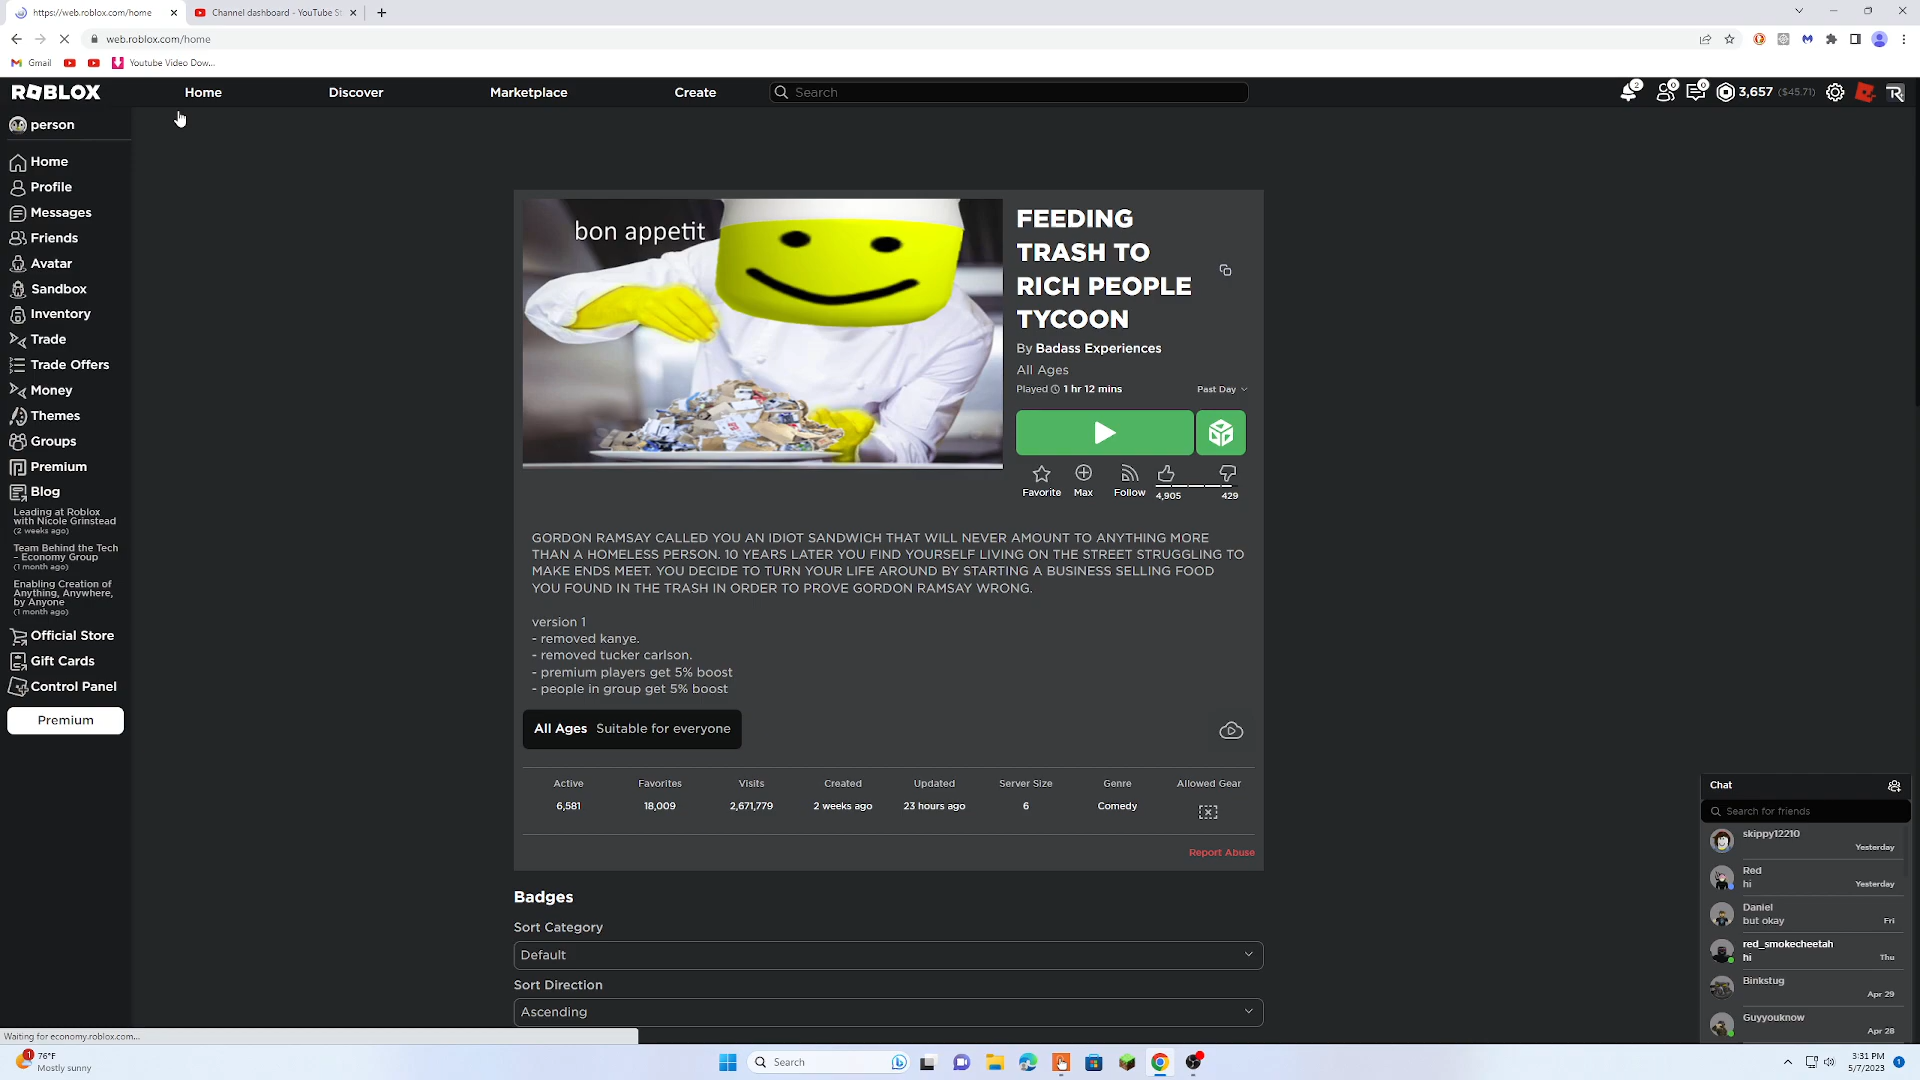 https://web.roblox.com/home
Channel dashboard - YouTube St
web.roblox.com/home
Gmail
Youtube Video Dow...
ROBLOX
Home
Discover
Marketplace
Create
Search
2
0
0
3,657
($45.71)
person
Home
Profile
Messages
Friends
Avatar
Sandbox
Inventory
Trade
Trade Offers
Money
Themes
Groups
Premium
Blog
Leading at Roblox
with Nicole Grinstead
(2 weeks ago)
Team Behind the Tech
- Economy Group
(1 month ago)
Enabling Creation of
Anything, Anywhere,
by Anyone
(1 month ago)
Official Store
Gift Cards
Control Panel
Premium
bon appetit
FEEDING
TRASH TO
RICH PEOPLE
TYCOON
By Badass Experiences
All Ages
Played 1 hr 12 mins
Past Day
Favorite
Max
Follow
4,905
429
GORDON RAMSAY CALLED YOU AN IDIOT SANDWICH THAT WILL NEVER AMOUNT TO ANYTHING MORE
THAN A HOMELESS PERSON. 10 YEARS LATER YOU FIND YOURSELF LIVING ON THE STREET STRUGGLING TO
MAKE ENDS MEET. YOU DECIDE TO TURN YOUR LIFE AROUND BY STARTING A BUSINESS SELLING FOOD
YOU FOUND IN THE TRASH IN ORDER TO PROVE GORDON RAMSAY WRONG.
version 1
- removed kanye.
- removed tucker carlson.
- premium players get 5% boost
- people in group get 5% boost
All Ages Suitable for everyone
Active
Favorites
Visits
Created
Updated
Server Size
Genre
Allowed Gear
6,581
18,009
2,671,779
2 weeks ago
23 hours ago
6
Comedy
Report Abuse
Badges
Sort Category
Default
Sort Direction
Ascending
Chat
Search for friends
skippy12210
Yesterday
Red
hi
Yesterday
Daniel
but okay
Fri
red_smokecheetah
hi
Thu
Binkstug
Apr 29
Guyyouknow
Apr 28
Waiting for economy.roblox.com...
1
76°F
Mostly sunny
Search
3:31 PM
5/7/2023
1